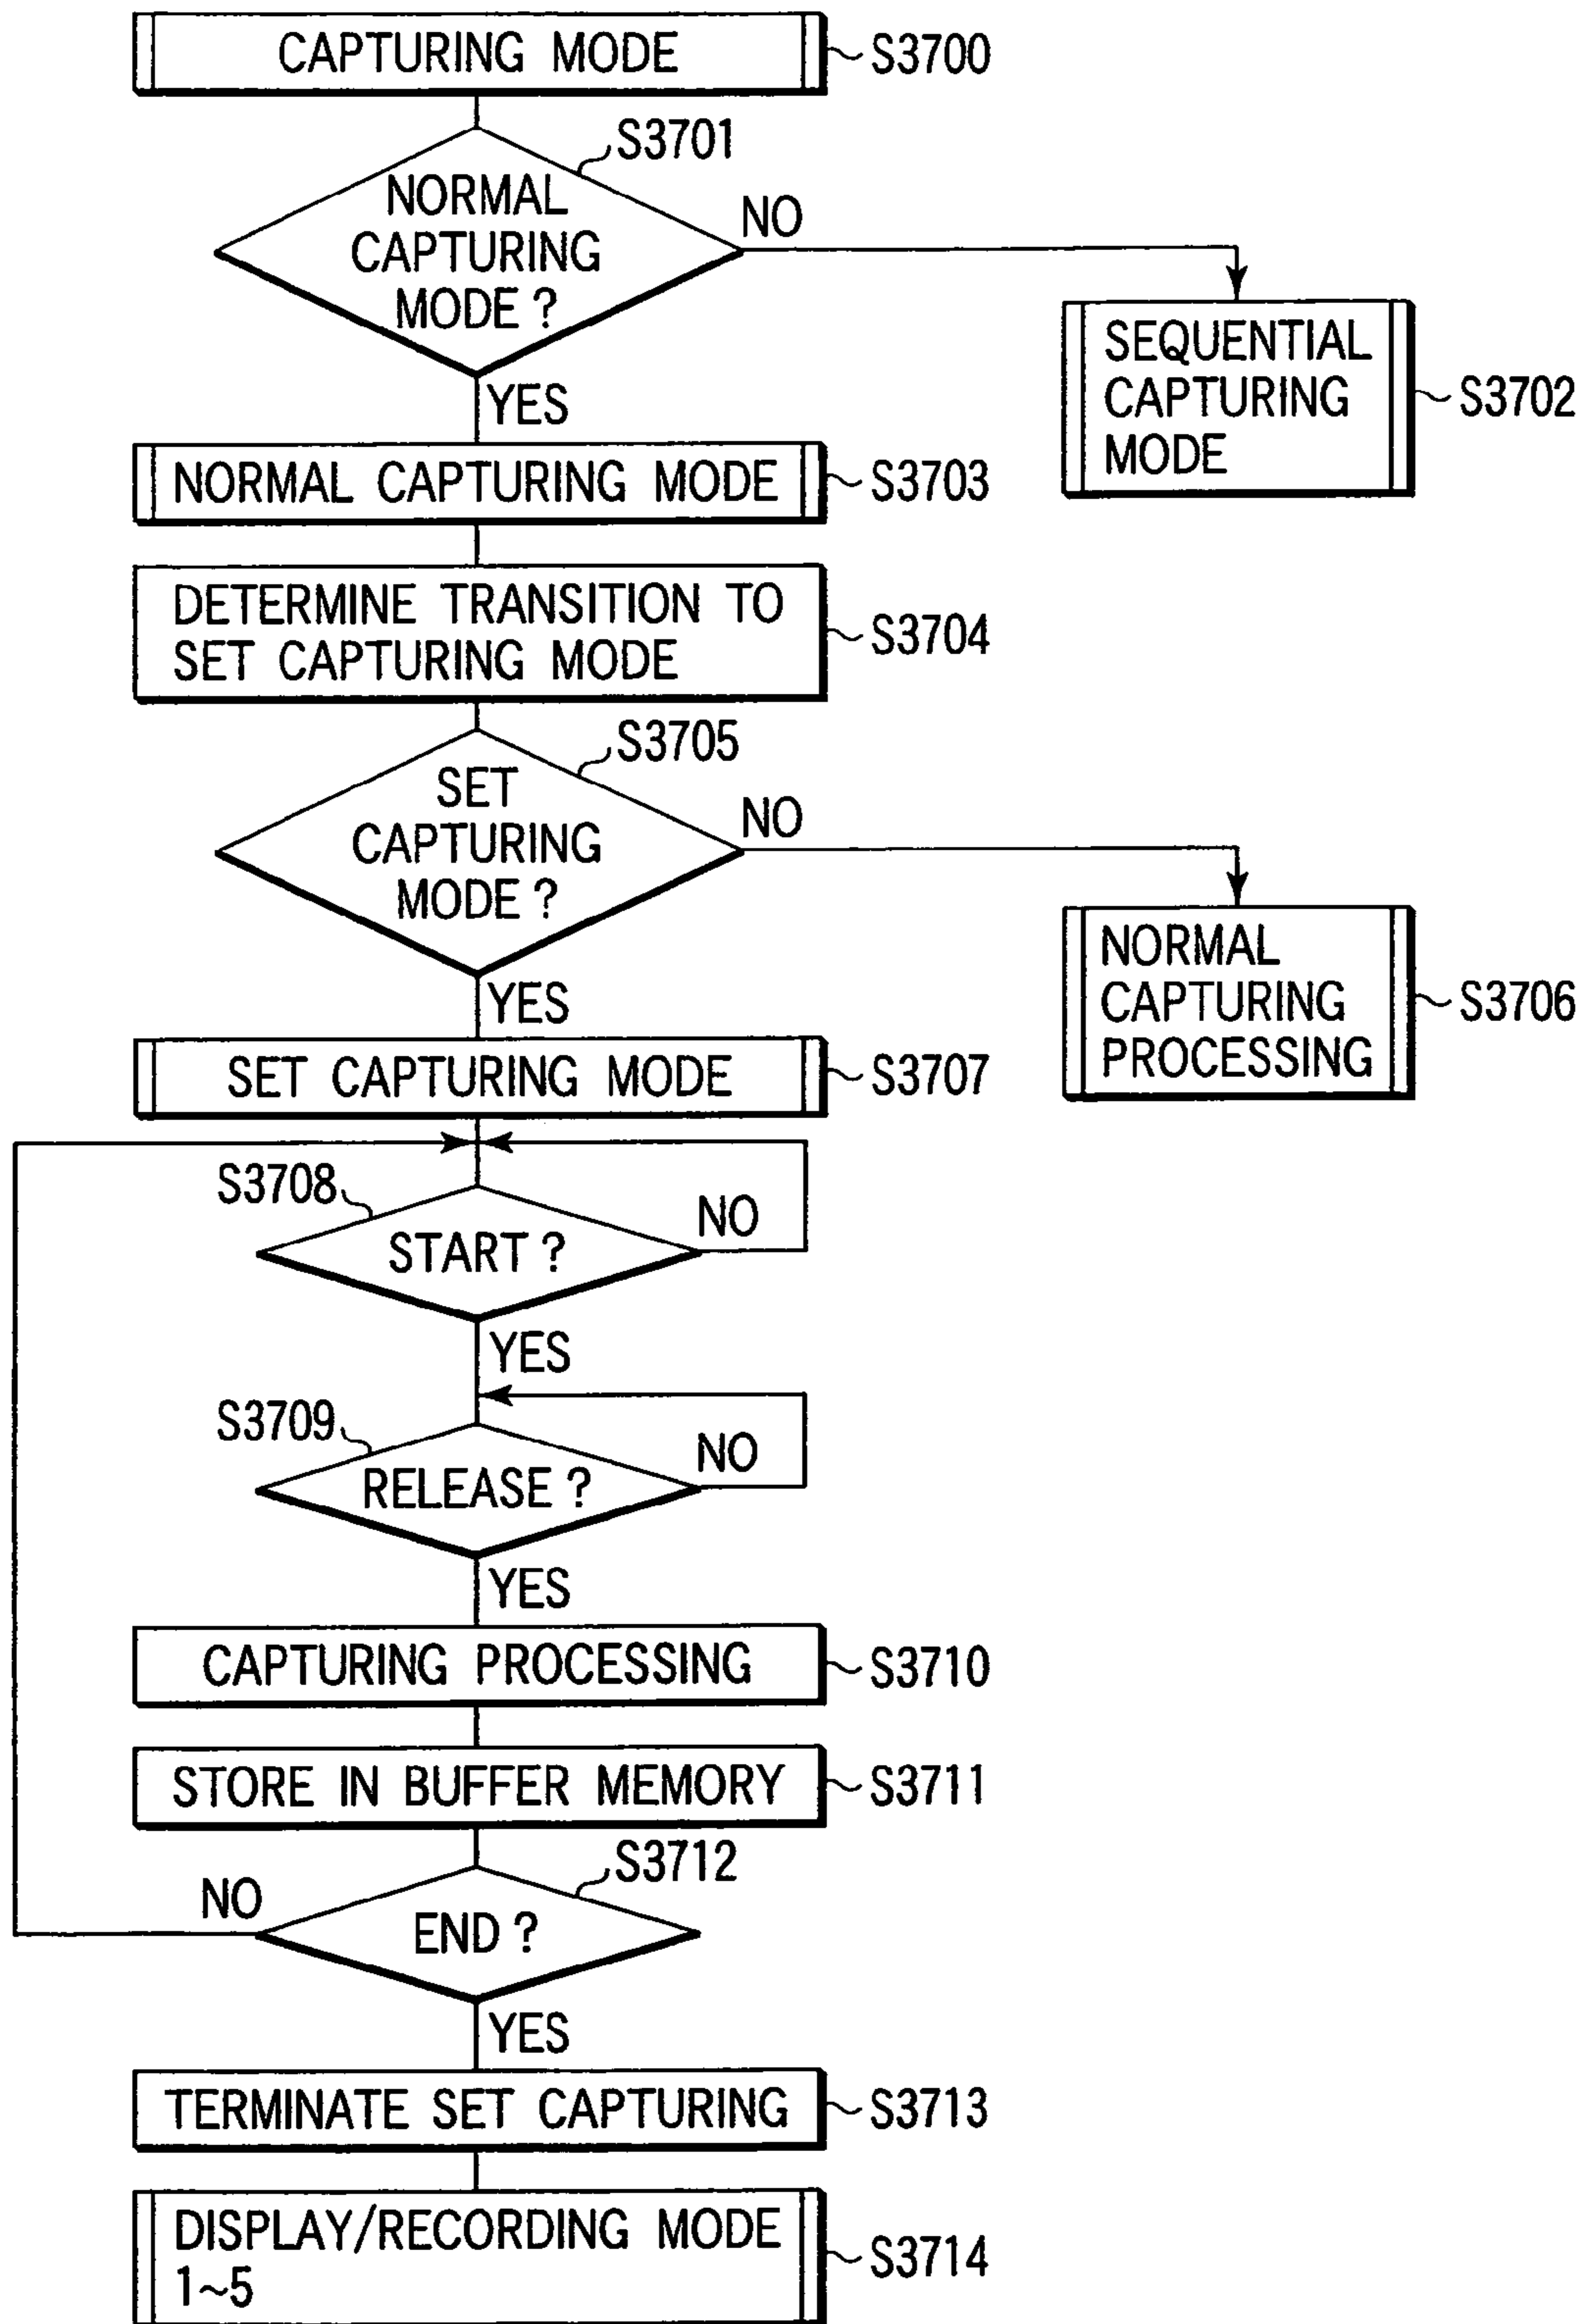 CAPTURING MODE
S3700
S3701
NORMAL
CAPTURING
MODE ?
NO
SEQUENTIAL
CAPTURING
MODE
S3702
YES
NORMAL CAPTURING MODE
S3703
DETERMINE TRANSITION TO
SET CAPTURING MODE
S3704
S3705
SET
CAPTURING
MODE ?
NO
NORMAL
CAPTURING
PROCESSING
S3706
YES
SET CAPTURING MODE
S3707
S3708
START ?
NO
YES
S3709
RELEASE ?
NO
YES
CAPTURING PROCESSING
S3710
STORE IN BUFFER MEMORY
S3711
S3712
NO
END ?
YES
TERMINATE SET CAPTURING
S3713
DISPLAY/RECORDING MODE
1~5
S3714